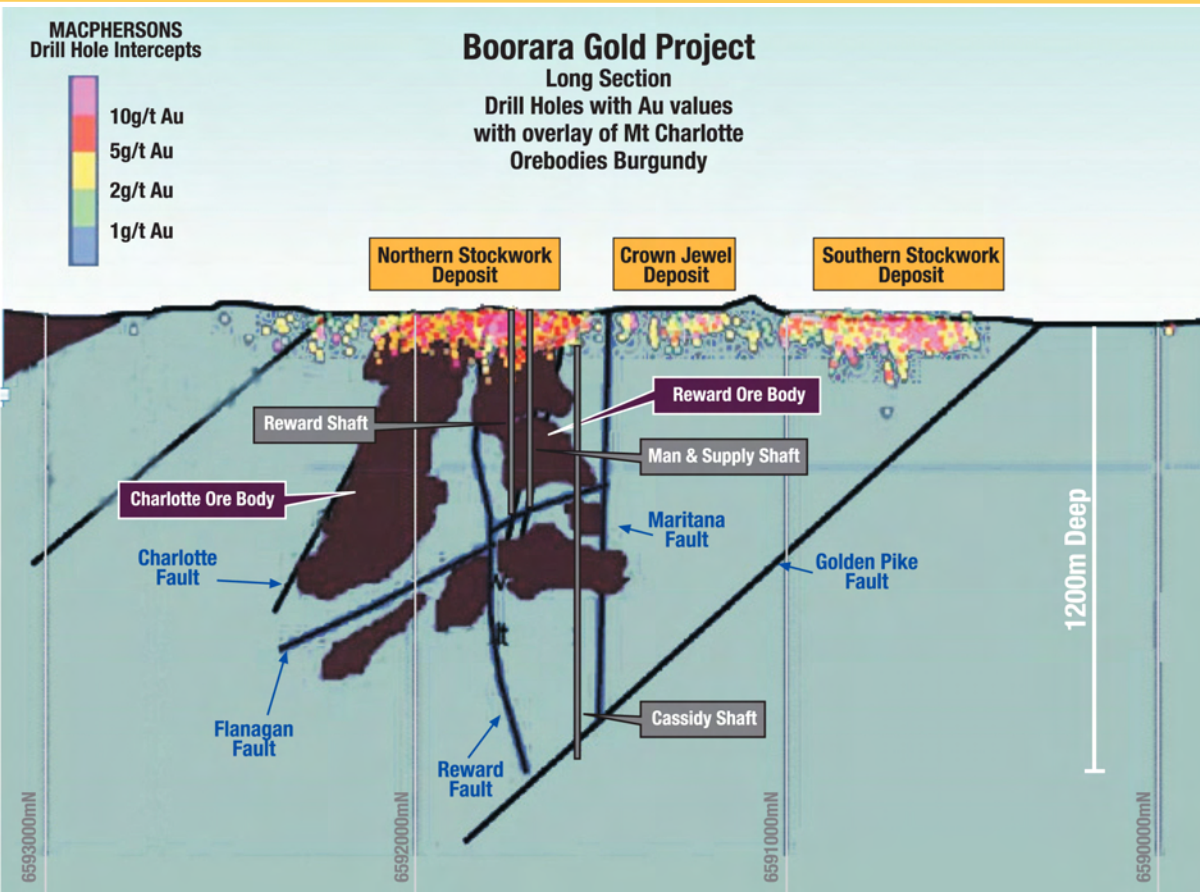 MACPHERSONS
Drill Hole Intercepts
10g/t Au
5g/t Au
2g/t Au
1g/t Au
Boorara Gold Project
Long Section
Drill Holes with Au values
with overlay of Mt Charlotte
Orebodies Burgundy
Northern Stockwork
Deposit
Crown Jewel
Deposit
Southern Stockwork
Deposit
Reward Ore Body
Reward Shaft
Man & Supply Shaft
Charlotte Ore Body
Maritana
Fault
Charlotte
Fault
Golden Pike
Fault
1200m Deep
Flanagan
Fault
Cassidy Shaft
Reward
Fault
6593000mN
6592000mN
6591000mN
6590000mN